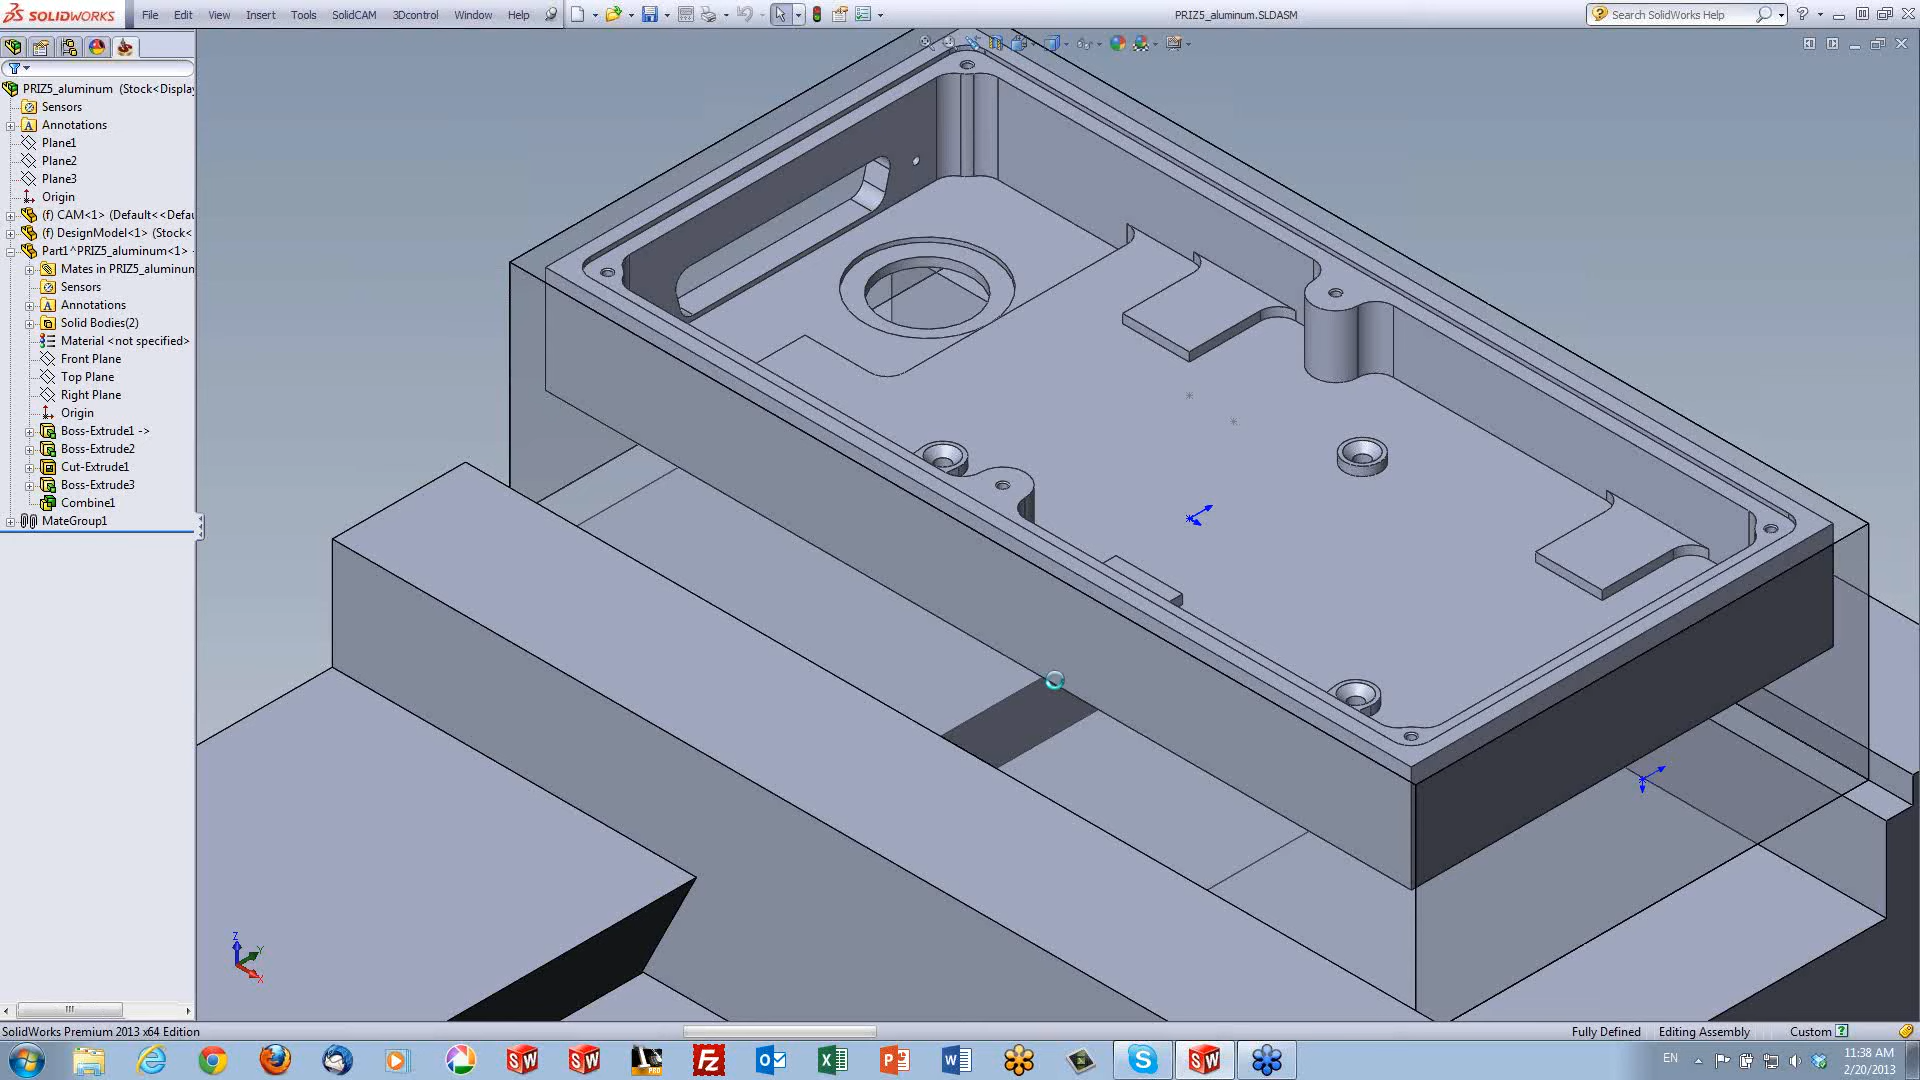 SOLIDWORKS File Edit View Insert Tools SolidCAM 3Dcontrol Window Help PRIZ5_aluminum.SLDASM Search SolidWorks Help
PRIZ5_aluminum (Stock<Display
Sensors
Annotations
Plane1
Plane2
Plane3
Origin
(f) CAM<1> (Default<<Defau
(f) DesignModel<1> (Stock<
Part1^PRIZ5_aluminum<1>
Mates in PRIZ5_aluminun
Sensors
Annotations
Solid Bodies(2)
Material <not specified>
Front Plane
Top Plane
Right Plane
Origin
Boss-Extrude1 ->
Boss-Extrude2
Cut-Extrude1
Boss-Extrude3
Combine1
MateGroup1
Z
Y
X
SolidWorks Premium 2013 x64 Edition Fully Defined Editing Assembly Custom
EN 11:38 AM
2/20/2013